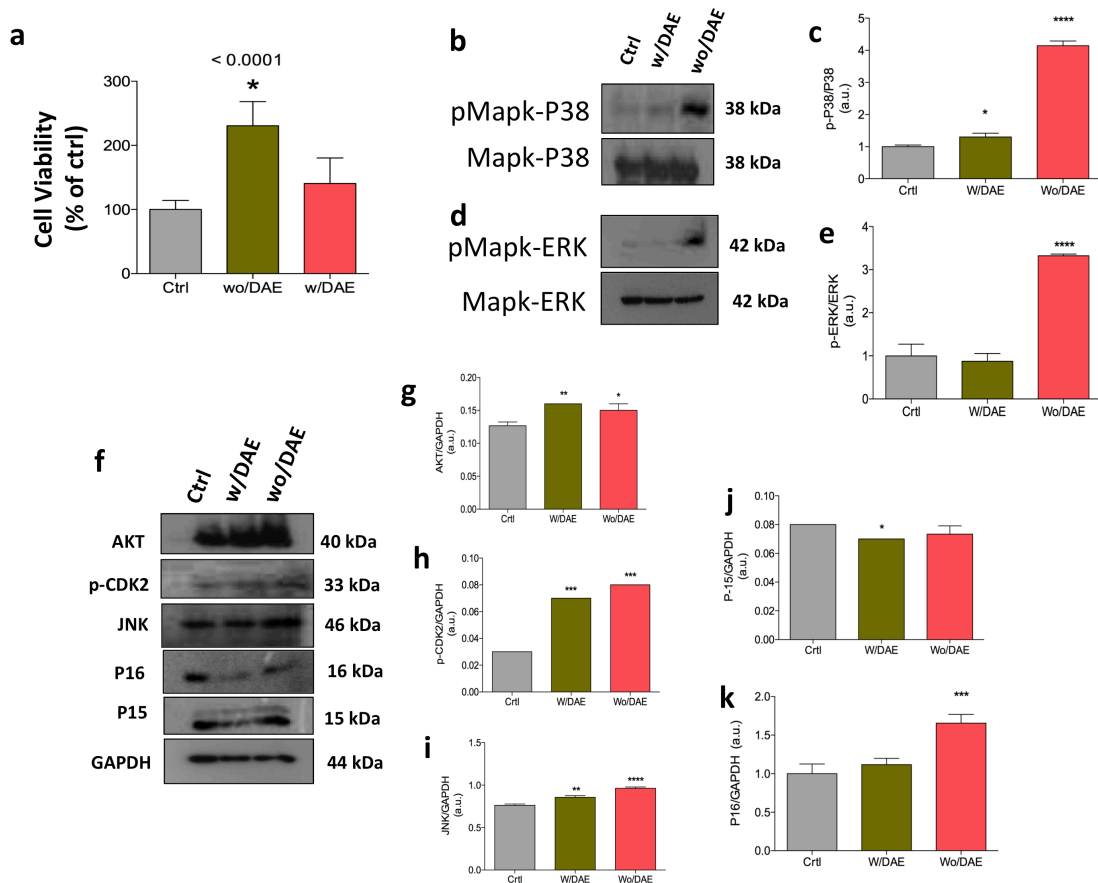 a
< 0.0001
*
Cell Viability
(% of ctrl)
300
200
100
0
Ctrl
wo/DAE
w/DAE
b
Ctrl
w/DAE
wo/DAE
pMapk-P38
38 kDa
Mapk-P38
38 kDa
c
p-P38/P38
(a.u.)
5
4
3
2
1
0
*
****
Crtl
W/DAE
Wo/DAE
d
pMapk-ERK
42 kDa
Mapk-ERK
42 kDa
e
p-ERK/ERK
(a.u.)
4
3
2
1
0
****
Crtl
W/DAE
Wo/DAE
f
Ctrl
w/DAE
wo/DAE
AKT
40 kDa
p-CDK2
33 kDa
JNK
46 kDa
P16
16 kDa
P15
15 kDa
GAPDH
44 kDa
g
AKT/GAPDH
(a.u.)
0.20
0.15
0.10
0.05
0.00
**
*
Crtl
W/DAE
Wo/DAE
h
p-CDK2/GAPDH
(a.u.)
0.10
0.08
0.06
0.04
0.02
0.00
***
***
Crtl
W/DAE
Wo/DAE
i
JNK/GAPDH
(a.u.)
1.5
1.0
0.5
0.0
**
****
Crtl
W/DAE
Wo/DAE
j
P-15/GAPDH
(a.u.)
0.10
0.08
0.06
0.04
0.02
0.00
*
Crtl
W/DAE
Wo/DAE
k
P16/GAPDH (a.u.)
2.0
1.5
1.0
0.5
0.0
***
Crtl
W/DAE
Wo/DAE